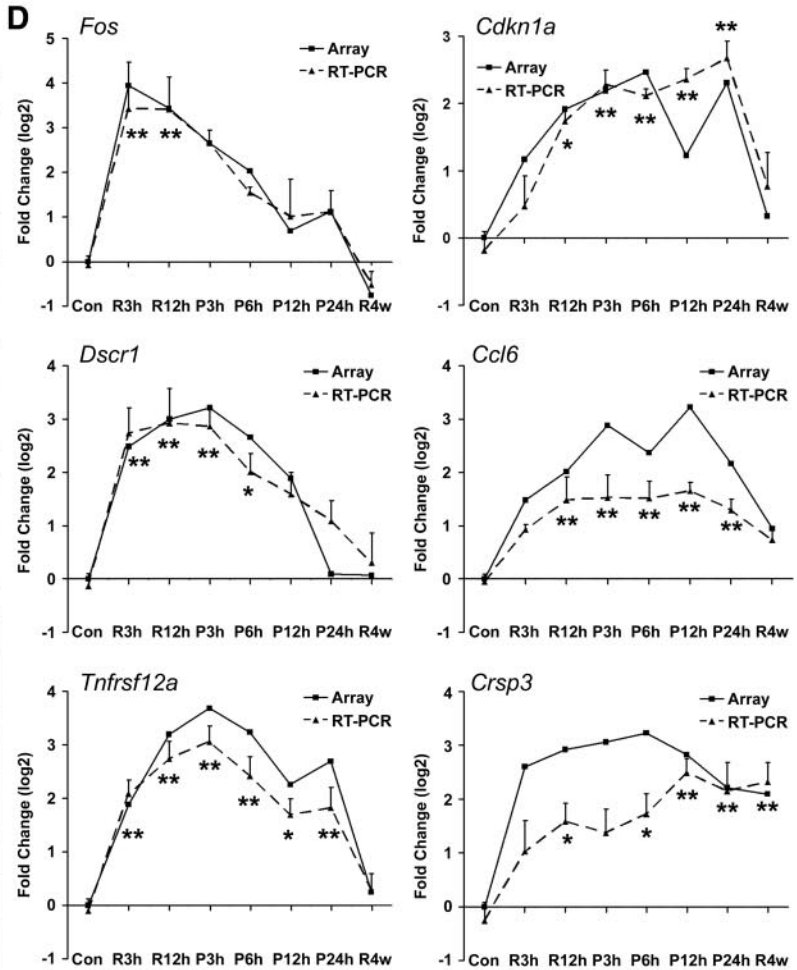 D
Fos
Array
RT-PCR
Fold Change (log2)
5
4
3
2
1
0
-1
** **
Con R3h R12h P3h P6h P12h P24h R4w
Cdkn1a
Array
RT-PCR
Fold Change (log2)
3
2
1
0
-1
* ** ** ** **
Con R3h R12h P3h P6h P12h P24h R4w
Dscr1
Array
RT-PCR
Fold Change (log2)
4
3
2
1
0
-1
** ** ** *
Con R3h R12h P3h P6h P12h P24h R4w
Ccl6
Array
RT-PCR
Fold Change (log2)
4
3
2
1
0
-1
** ** ** ** **
Con R3h R12h P3h P6h P12h P24h R4w
Tnfrsf12a
Array
RT-PCR
Fold Change (log2)
4
3
2
1
0
-1
** ** ** ** * **
Con R3h R12h P3h P6h P12h P24h R4w
Crsp3
Array
RT-PCR
Fold Change (log2)
4
3
2
1
0
-1
* * ** ** **
Con R3h R12h P3h P6h P12h P24h R4w